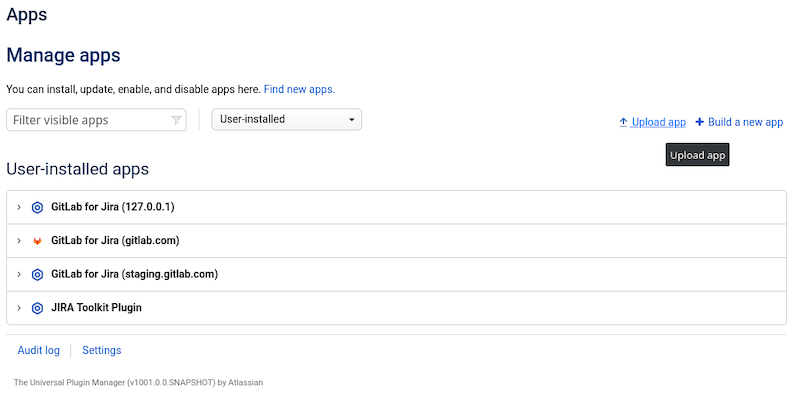 Apps
Manage apps
You can install, update, enable, and disable apps here. Find new apps.
Filter visible apps
User-installed
Upload app
Build a new app
Upload app
User-installed apps
GitLab for Jira (127.0.0.1)
GitLab for Jira (gitlab.com)
GitLab for Jira (staging.gitlab.com)
JIRA Toolkit Plugin
Audit log
Settings
The Universal Plugin Manager (v1001.0.0.SNAPSHOT) by Atlassian